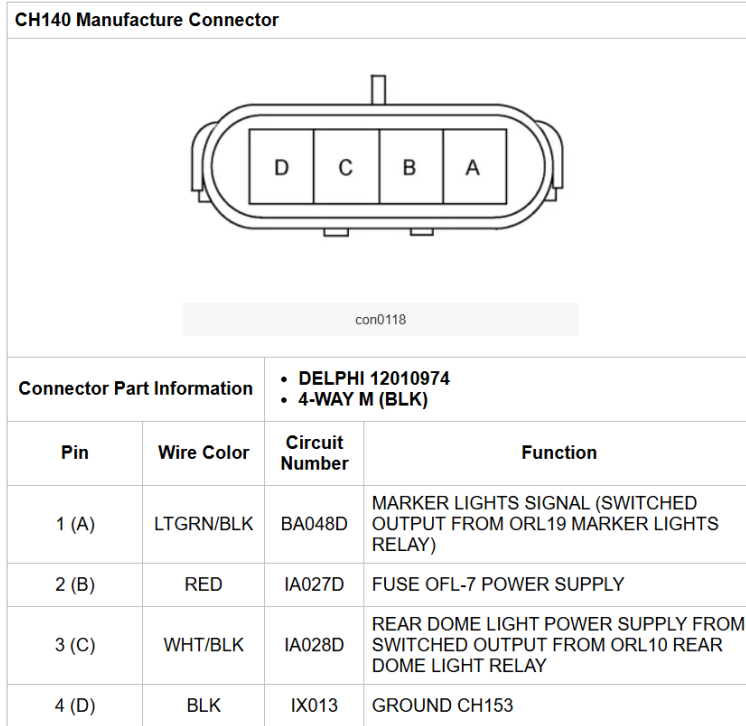 CH140 Manufacture Connector
D C B A
con0118
Connector Part Information
• DELPHI 12010974
• 4-WAY M (BLK)
Pin Wire Color Circuit Number Function
1 (A) LTGRN/BLK BA048D MARKER LIGHTS SIGNAL (SWITCHED
OUTPUT FROM ORL19 MARKER LIGHTS
RELAY)
2 (B) RED IA027D FUSE OFL-7 POWER SUPPLY
3 (C) WHT/BLK IA028D REAR DOME LIGHT POWER SUPPLY FROM
SWITCHED OUTPUT FROM ORL10 REAR
DOME LIGHT RELAY
4 (D) BLK IX013 GROUND CH153